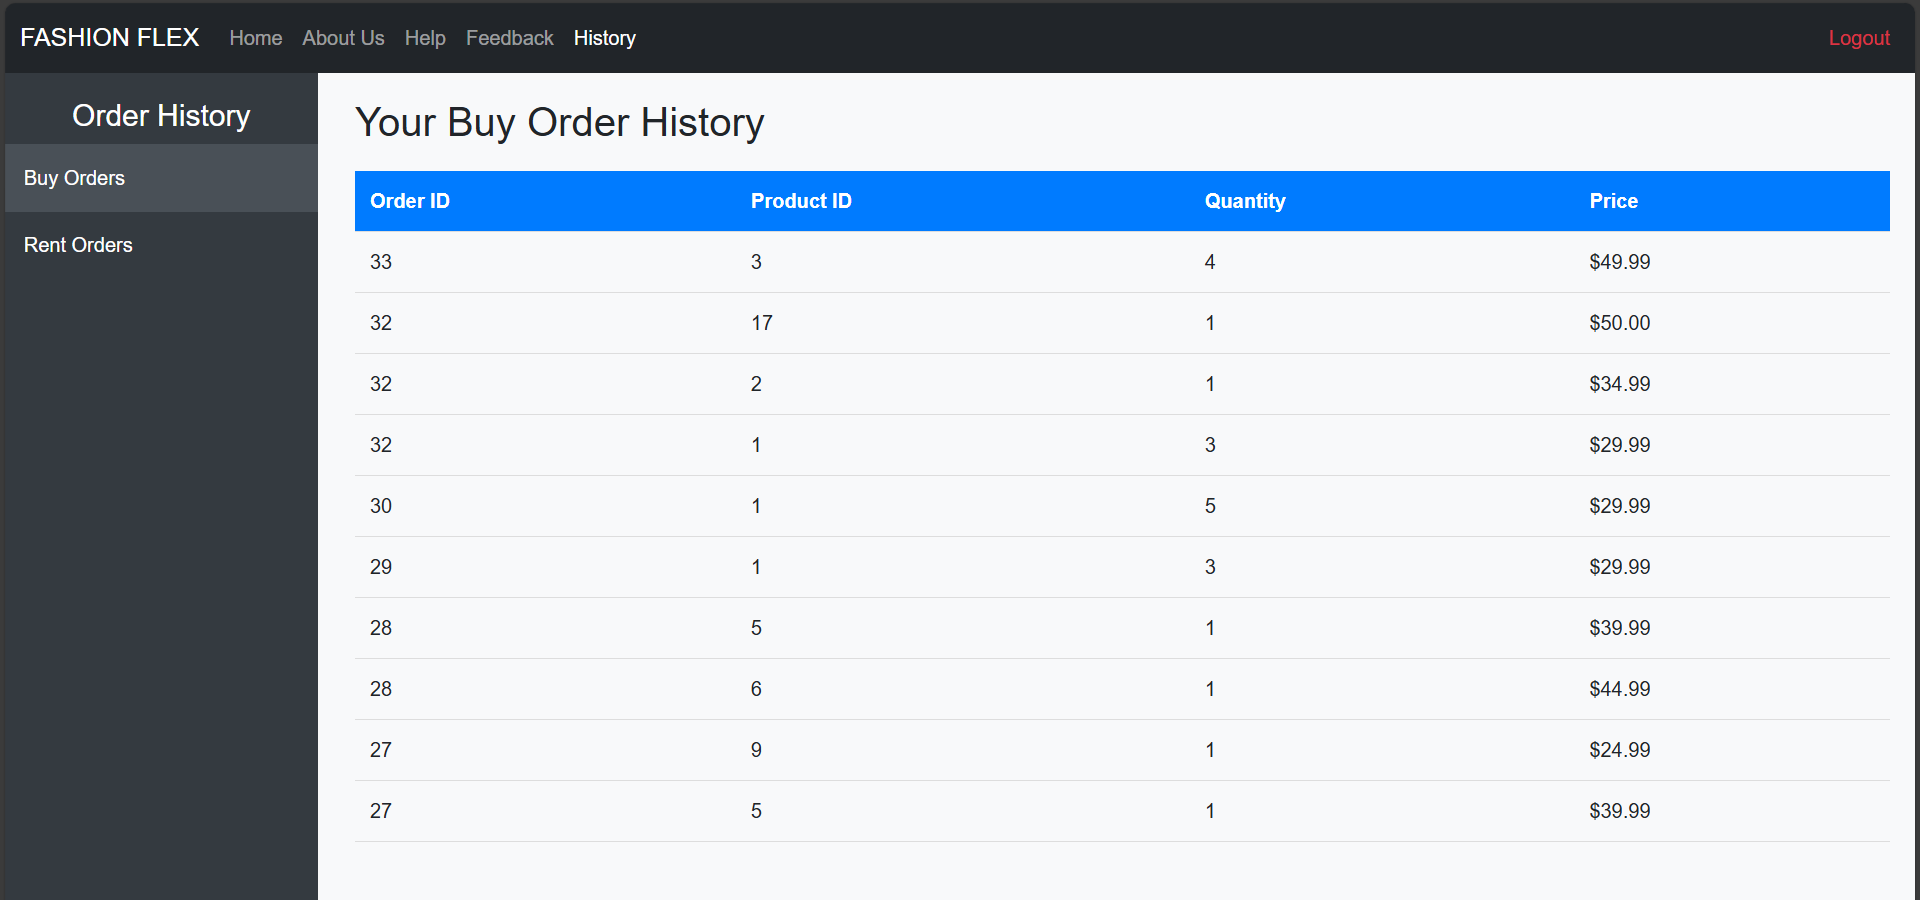 FASHION FLEX Home About Us Help Feedback History Logout
Order History
Buy Orders
Rent Orders
Your Buy Order History
Order ID Product ID Quantity Price
33 3 4 $49.99
32 17 1 $50.00
32 2 1 $34.99
32 1 3 $29.99
30 1 5 $29.99
29 1 3 $29.99
28 5 1 $39.99
28 6 1 $44.99
27 9 1 $24.99
27 5 1 $39.99